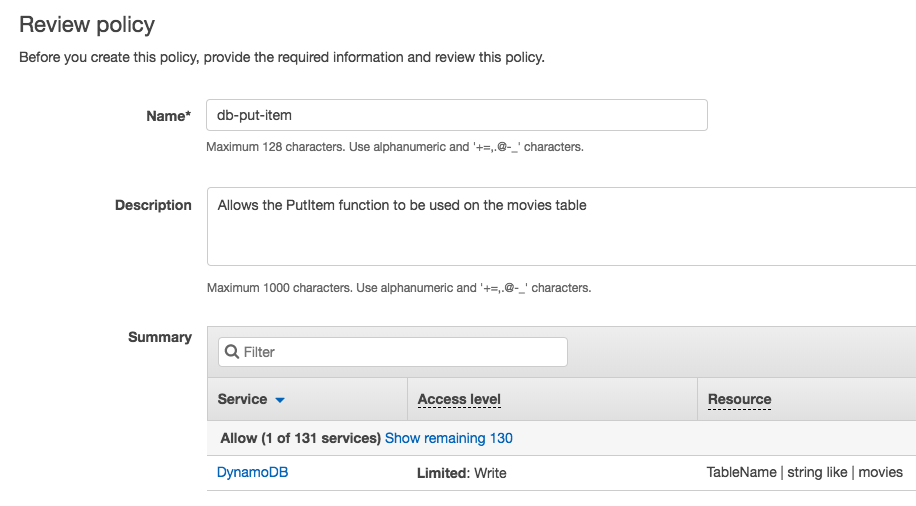 Review policy
Before you create this policy, provide the required information and review this policy.
Name* db-put-item
Maximum 128 characters. Use alphanumeric and '+=,.@-_' characters.
Description Allows the PutItem function to be used on the movies table
Maximum 1000 characters. Use alphanumeric and '+=,.@-_' characters.
Summary Filter
Service Access level Resource
Allow (1 of 131 services) Show remaining 130
DynamoDB Limited: Write TableName | string like | movies